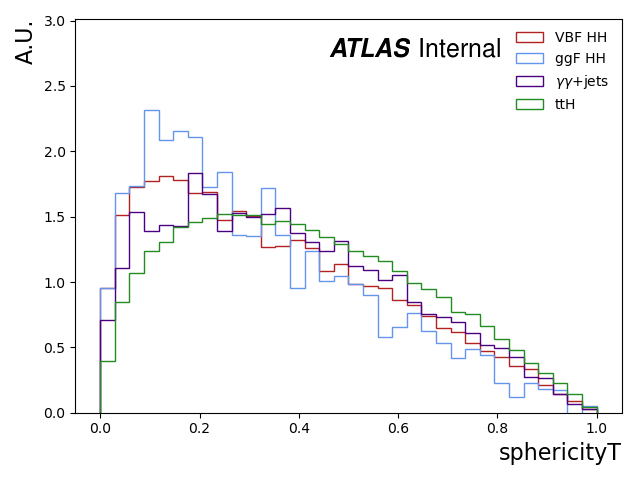 A.U.
3.0
2.5
2.0
1.5
1.0
0.5
0.0
ATLAS Internal
VBF HH
ggF HH
γγ+jets
ttH
0.0 0.2 0.4 0.6 0.8 1.0
sphericityT